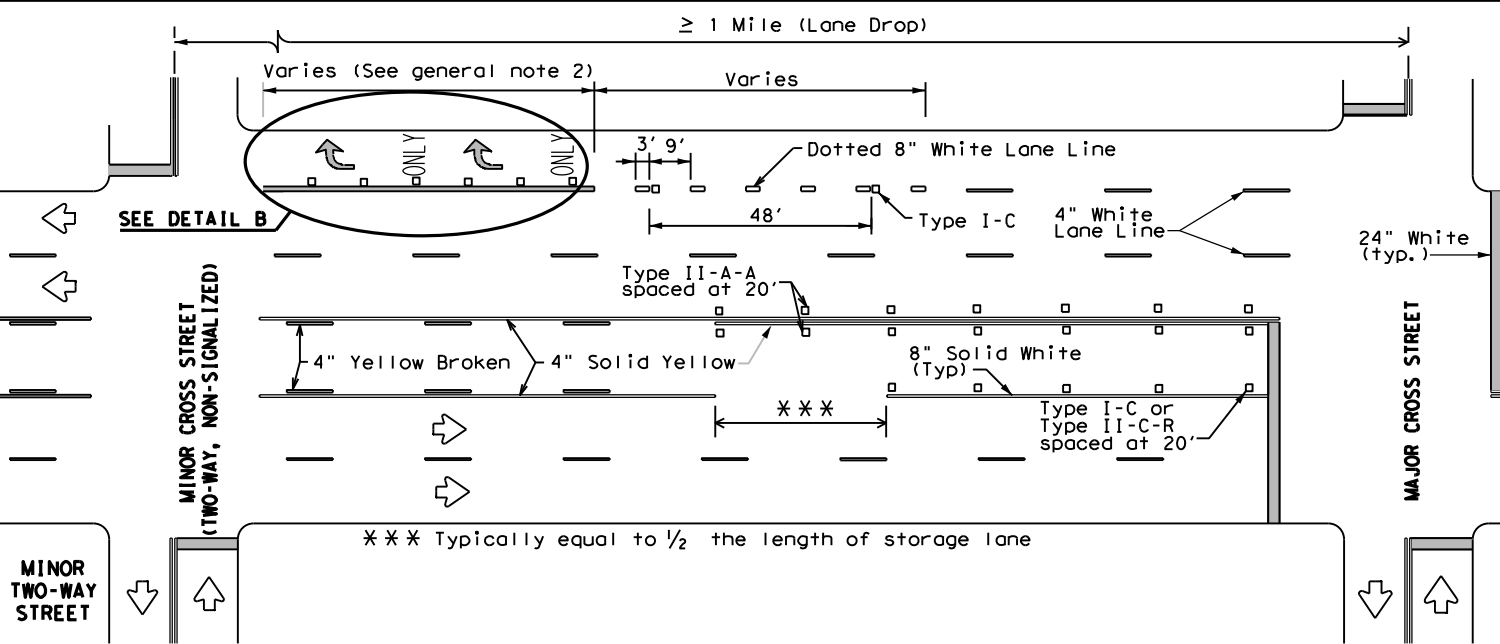 ≥ 1 Mile (Lane Drop)
Varies (See general note 2)
Varies
ONLY
ONLY
3' 9'
Dotted 8" White Lane Line
SEE DETAIL B
48'
Type I-C
4" White
Lane Line
24" White
(typ.)
Type II-A-A
spaced at 20'
MINOR CROSS STREET
(TWO-WAY, NON-SIGNALIZED)
4" Yellow Broken
4" Solid Yellow
8" Solid White
(Typ)
***
Type I-C or
Type II-C-R
spaced at 20'
MAJOR CROSS STREET
*** Typically equal to ½ the length of storage lane
MINOR
TWO-WAY
STREET